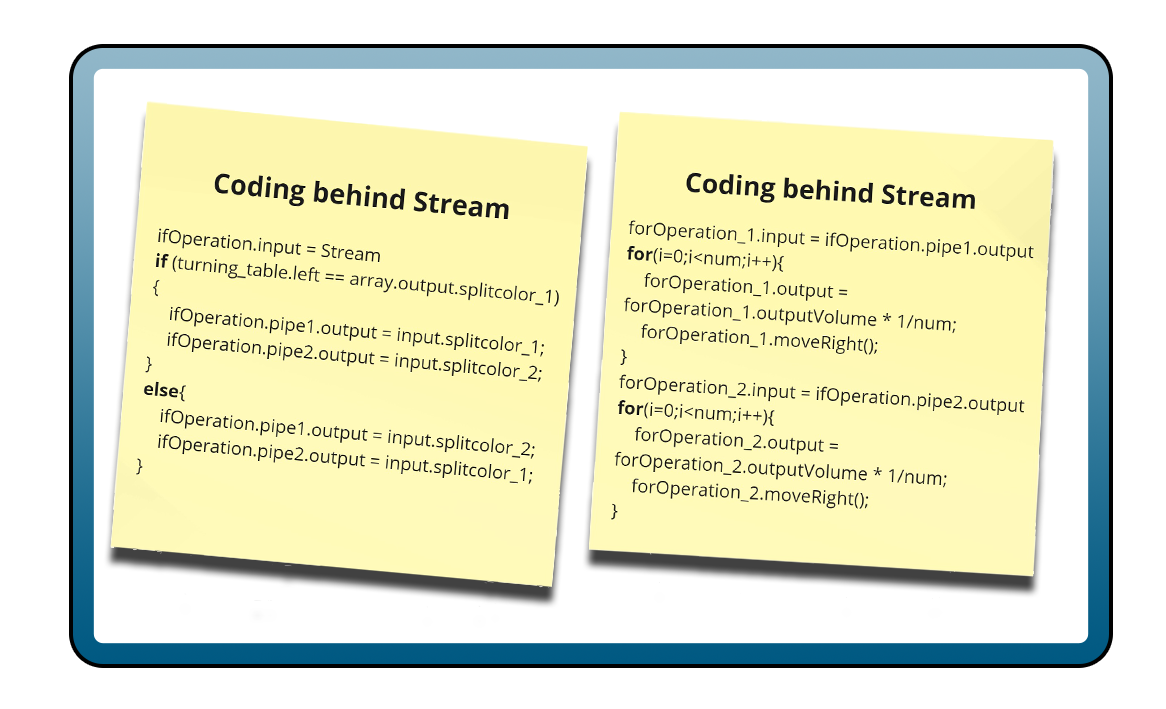 Coding behind Stream
ifOperation.input = Stream
if (turning_table.left == array.output.splitcolor_1)
{
ifOperation.pipe1.output = input.splitcolor_1;
ifOperation.pipe2.output = input.splitcolor_2;
}
else{
ifOperation.pipe1.output = input.splitcolor_2;
ifOperation.pipe2.output = input.splitcolor_1;
}
Coding behind Stream
forOperation_1.input = ifOperation.pipe1.output
for(i=0;i<num;i++){
forOperation_1.output =
forOperation_1.outputVolume * 1/num;
forOperation_1.moveRight();
}
forOperation_2.input = ifOperation.pipe2.output
for(i=0;i<num;i++){
forOperation_2.output =
forOperation_2.outputVolume * 1/num;
forOperation_2.moveRight();
}